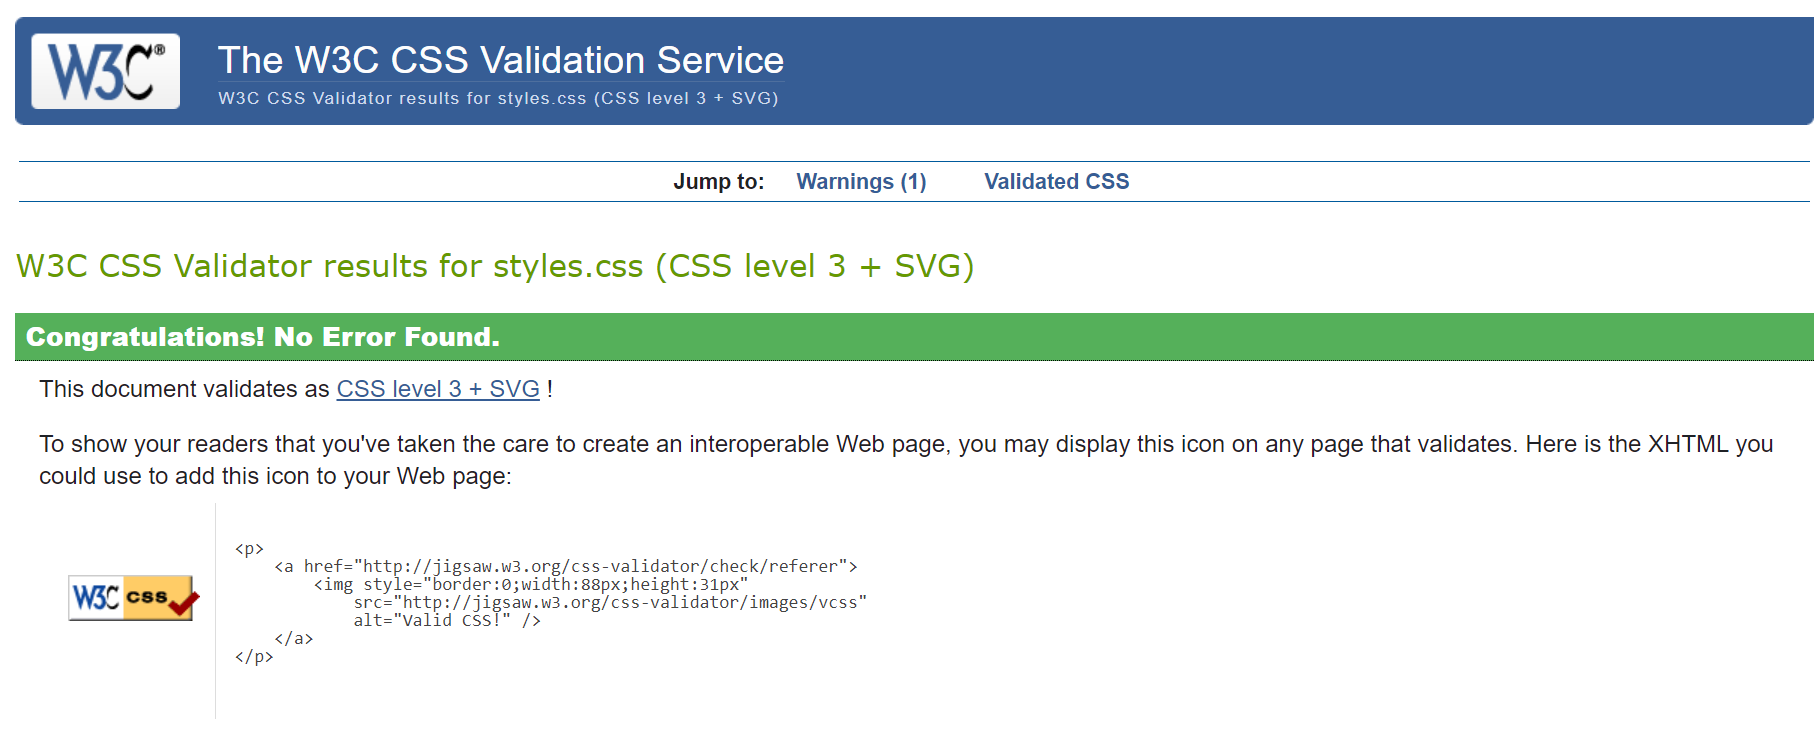 W3C®
The W3C CSS Validation Service
W3C CSS Validator results for styles.css (CSS level 3 + SVG)
Jump to: Warnings (1) Validated CSS
W3C CSS Validator results for styles.css (CSS level 3 + SVG)
Congratulations! No Error Found.
This document validates as CSS level 3 + SVG !
To show your readers that you've taken the care to create an interoperable Web page, you may display this icon on any page that validates. Here is the XHTML you
could use to add this icon to your Web page:
W3C css
<p>
    <a href="http://jigsaw.w3.org/css-validator/check/referer">
        <img style="border:0;width:88px;height:31px"
            src="http://jigsaw.w3.org/css-validator/images/vcss"
            alt="Valid CSS!" />
    </a>
</p>